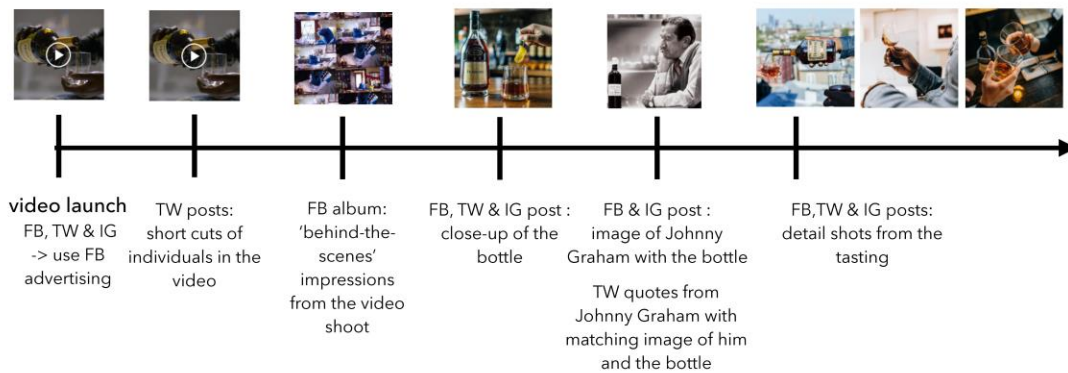 video launch
FB, TW & IG
-> use FB
advertising
TW posts:
short cuts of
individuals in the
video
FB album:
‘behind-the-
scenes’
impressions
from the video
shoot
FB, TW & IG post :
close-up of the
bottle
FB & IG post :
image of Johnny
Graham with the bottle
TW quotes from
Johnny Graham with
matching image of him
and the bottle
FB,TW & IG posts:
detail shots from the
tasting